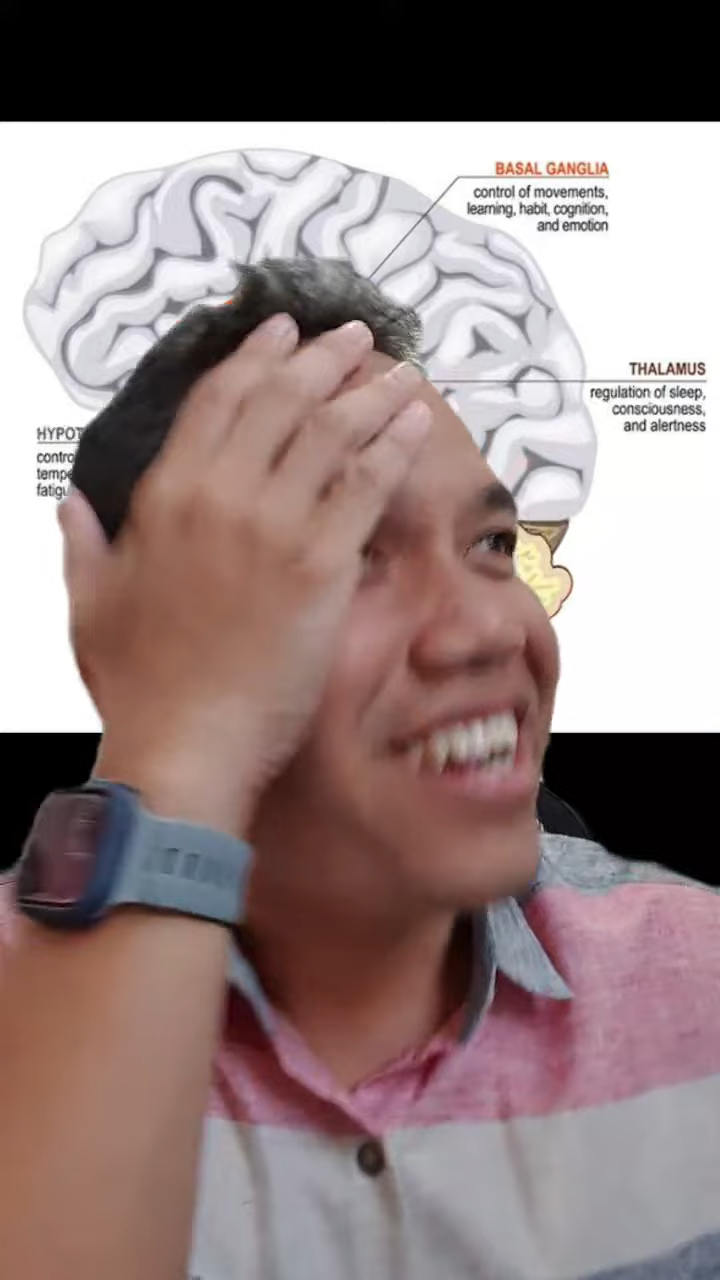 BASAL GANGLIA
control of movements,
learning, habit, cognition,
and emotion
THALAMUS
regulation of sleep,
consciousness,
and alertness